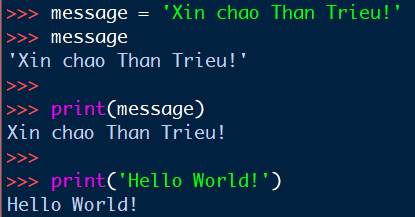 >>> message = 'Xin chao Than Trieu!'
>>> message
'Xin chao Than Trieu!'
>>>
>>> print(message)
Xin chao Than Trieu!
>>>
>>> print('Hello World!')
Hello World!